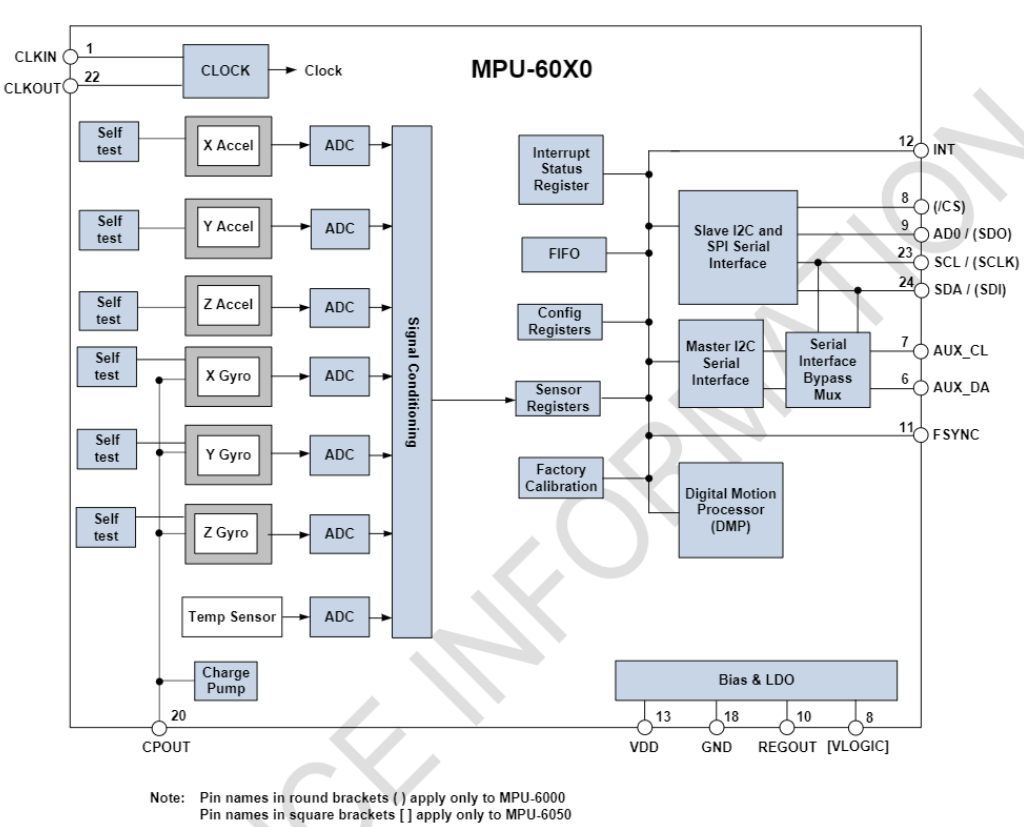 MPU-60X0
CLKIN
1
CLKOUT
22
CLOCK
Clock
Self
test
X Accel
ADC
Self
test
Y Accel
ADC
Self
test
Z Accel
ADC
Self
test
X Gyro
ADC
Self
test
Y Gyro
ADC
Self
test
Z Gyro
ADC
Temp Sensor
ADC
Charge
Pump
20
CPOUT
Signal Conditioning
Interrupt
Status
Register
FIFO
Config
Registers
Sensor
Registers
Factory
Calibration
Slave I2C and
SPI Serial
Interface
Master I2C
Serial
Interface
Serial
Interface
Bypass
Mux
Digital Motion
Processor
(DMP)
12
INT
8
(/CS)
9
AD0 / (SDO)
23
SCL / (SCLK)
24
SDA / (SDI)
7
AUX_CL
6
AUX_DA
11
FSYNC
Bias & LDO
13
VDD
18
GND
10
REGOUT
8
[VLOGIC]
Note: Pin names in round brackets ( ) apply only to MPU-6000
Pin names in square brackets [ ] apply only to MPU-6050
INFORMATION